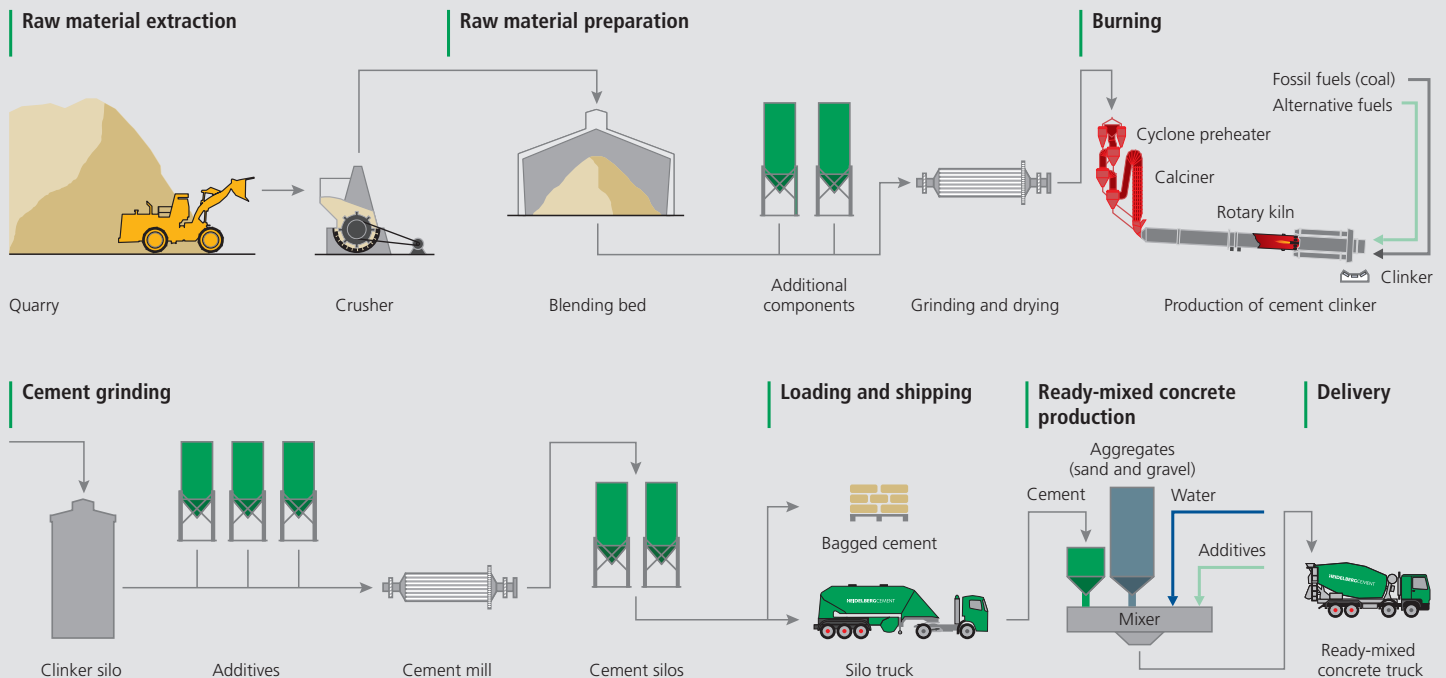 Raw material extraction
Raw material preparation
Burning
Fossil fuels (coal)
Alternative fuels
Cyclone preheater
Calciner
Rotary kiln
Clinker
Quarry
Crusher
Blending bed
Additional
components
Grinding and drying
Production of cement clinker
Cement grinding
Loading and shipping
Ready-mixed concrete
production
Delivery
Aggregates
(sand and gravel)
Cement
Water
Bagged cement
Additives
HEIDELBERGCEMENT
HEIDELBERGCEMENT
Mixer
Clinker silo
Additives
Cement mill
Cement silos
Silo truck
Ready-mixed
concrete truck